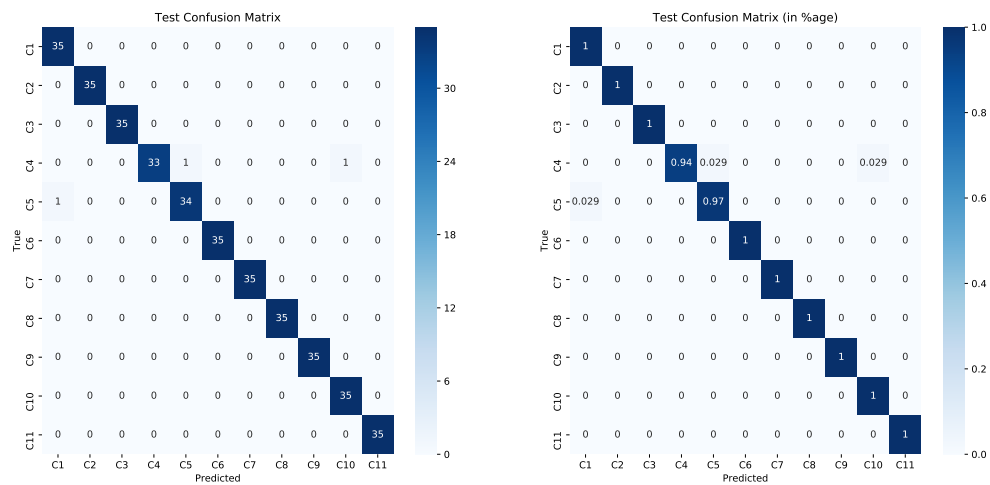 Test Confusion Matrix
C1 35 0 0 0 0 0 0 0 0 0 0
C2 0 35 0 0 0 0 0 0 0 0 0
C3 0 0 35 0 0 0 0 0 0 0 0
C4 0 0 0 33 1 0 0 0 0 1 0
C5 1 0 0 0 34 0 0 0 0 0 0
C6 0 0 0 0 0 35 0 0 0 0 0
C7 0 0 0 0 0 0 35 0 0 0 0
C8 0 0 0 0 0 0 0 35 0 0 0
C9 0 0 0 0 0 0 0 0 35 0 0
C10 0 0 0 0 0 0 0 0 0 35 0
C11 0 0 0 0 0 0 0 0 0 0 35
True
C1 C2 C3 C4 C5 C6 C7 C8 C9 C10 C11
Predicted
30
24
18
12
6
0
Test Confusion Matrix (in %age)
C1 1 0 0 0 0 0 0 0 0 0 0
C2 0 1 0 0 0 0 0 0 0 0 0
C3 0 0 1 0 0 0 0 0 0 0 0
C4 0 0 0 0.94 0.029 0 0 0 0 0.029 0
C5 0.029 0 0 0 0.97 0 0 0 0 0 0
C6 0 0 0 0 0 1 0 0 0 0 0
C7 0 0 0 0 0 0 1 0 0 0 0
C8 0 0 0 0 0 0 0 1 0 0 0
C9 0 0 0 0 0 0 0 0 1 0 0
C10 0 0 0 0 0 0 0 0 0 1 0
C11 0 0 0 0 0 0 0 0 0 0 1
True
C1 C2 C3 C4 C5 C6 C7 C8 C9 C10 C11
Predicted
1.0
0.8
0.6
0.4
0.2
0.0